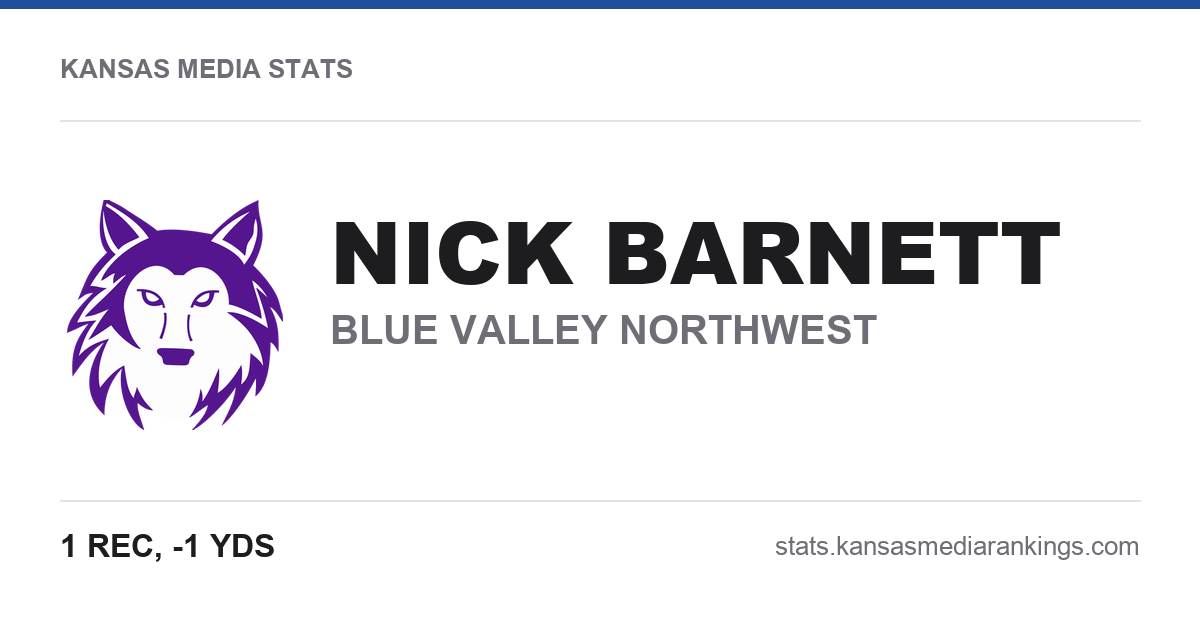 KANSAS MEDIA STATS
NICK BARNETT
BLUE VALLEY NORTHWEST
1 REC, -1 YDS
stats.kansasmediarankings.com